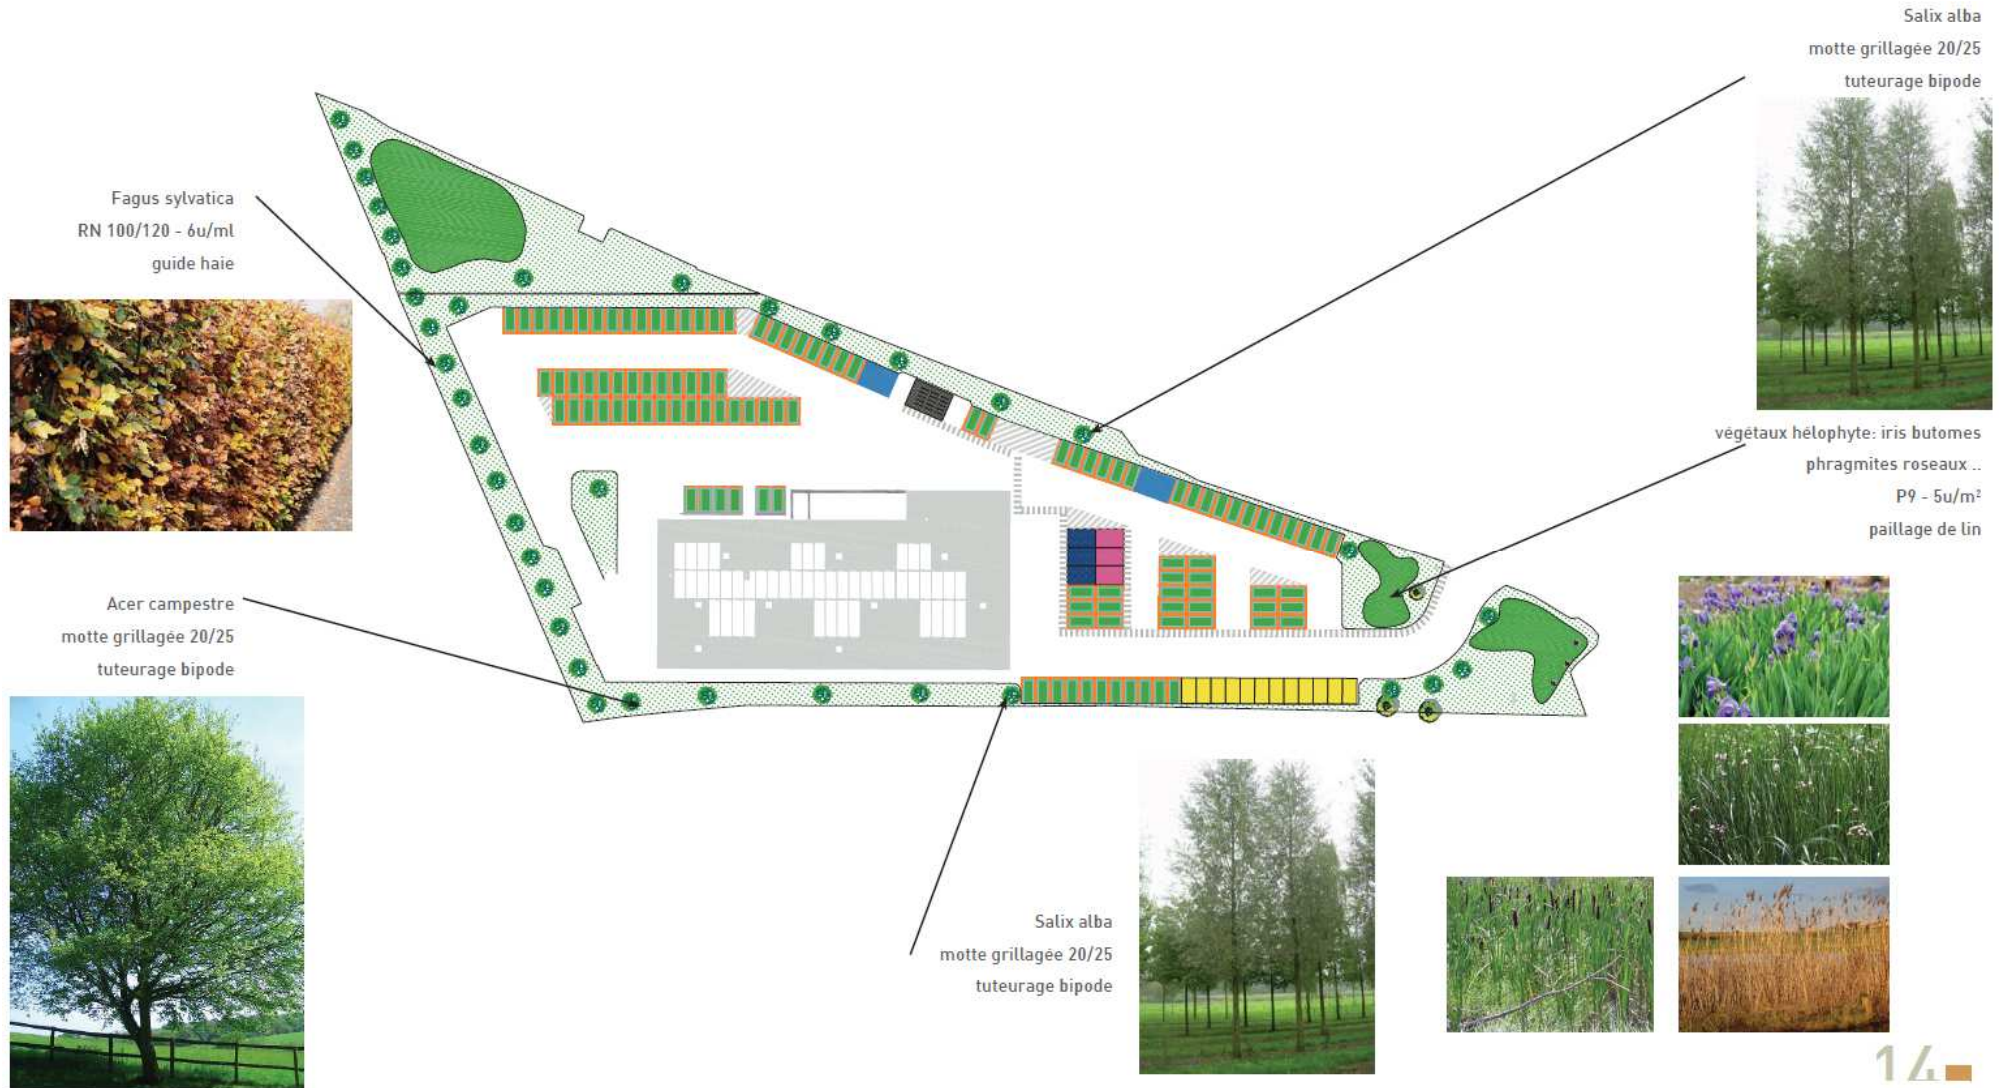 Salix alba
motte grillagée 20/25
tuteurage bipode
Fagus sylvatica
RN 100/120 - 6u/ml
guide haie
végétaux hélophyte: iris butomes
phragmites roseaux ..
P9 - 5u/m²
paillage de lin
Acer campestre
motte grillagée 20/25
tuteurage bipode
Salix alba
motte grillagée 20/25
tuteurage bipode
14